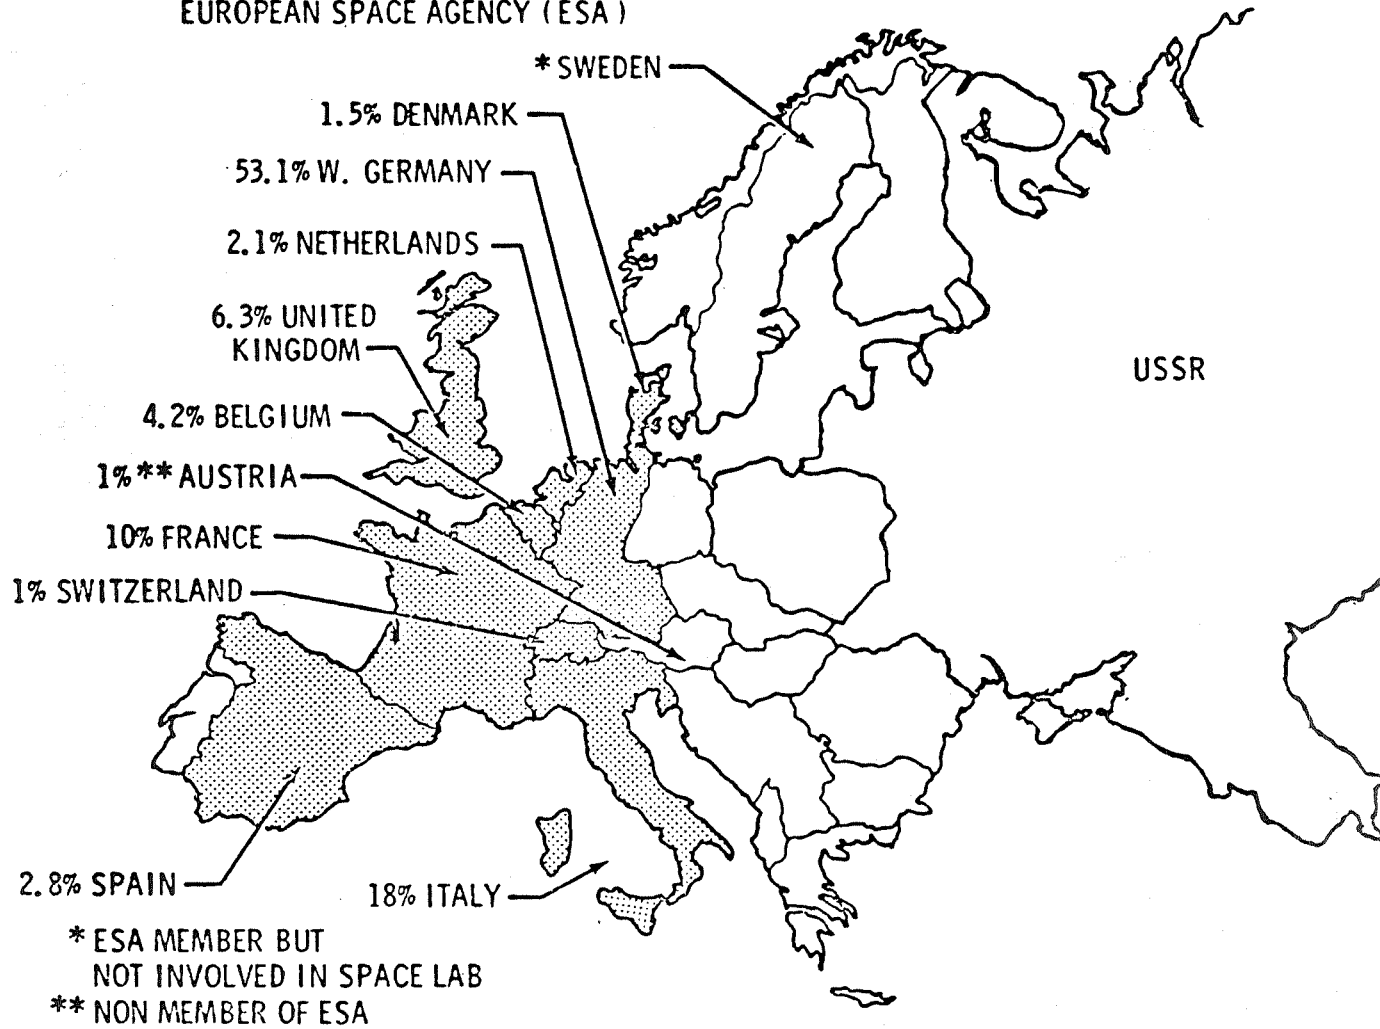 EUROPEAN SPACE AGENCY (ESA)
* SWEDEN
1.5% DENMARK
53.1% W. GERMANY
2.1% NETHERLANDS
6.3% UNITED
KINGDOM
USSR
4.2% BELGIUM
1%** AUSTRIA
10% FRANCE
1% SWITZERLAND
2.8% SPAIN
18% ITALY
* ESA MEMBER BUT
NOT INVOLVED IN SPACE LAB
** NON MEMBER OF ESA